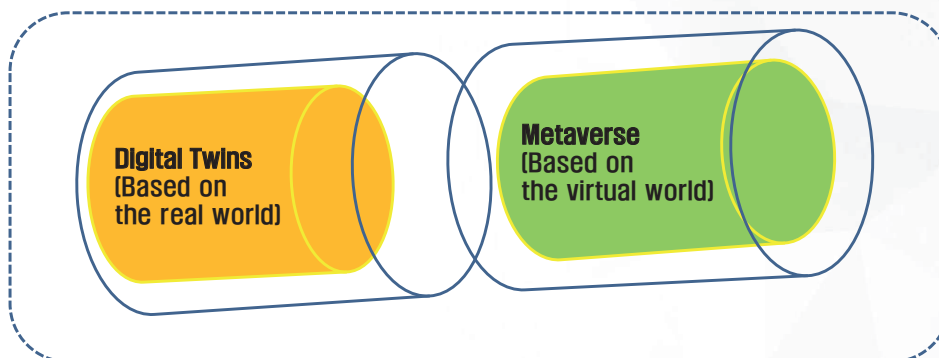 Digital Twins
(Based on
the real world)
Metaverse
(Based on
the virtual world)